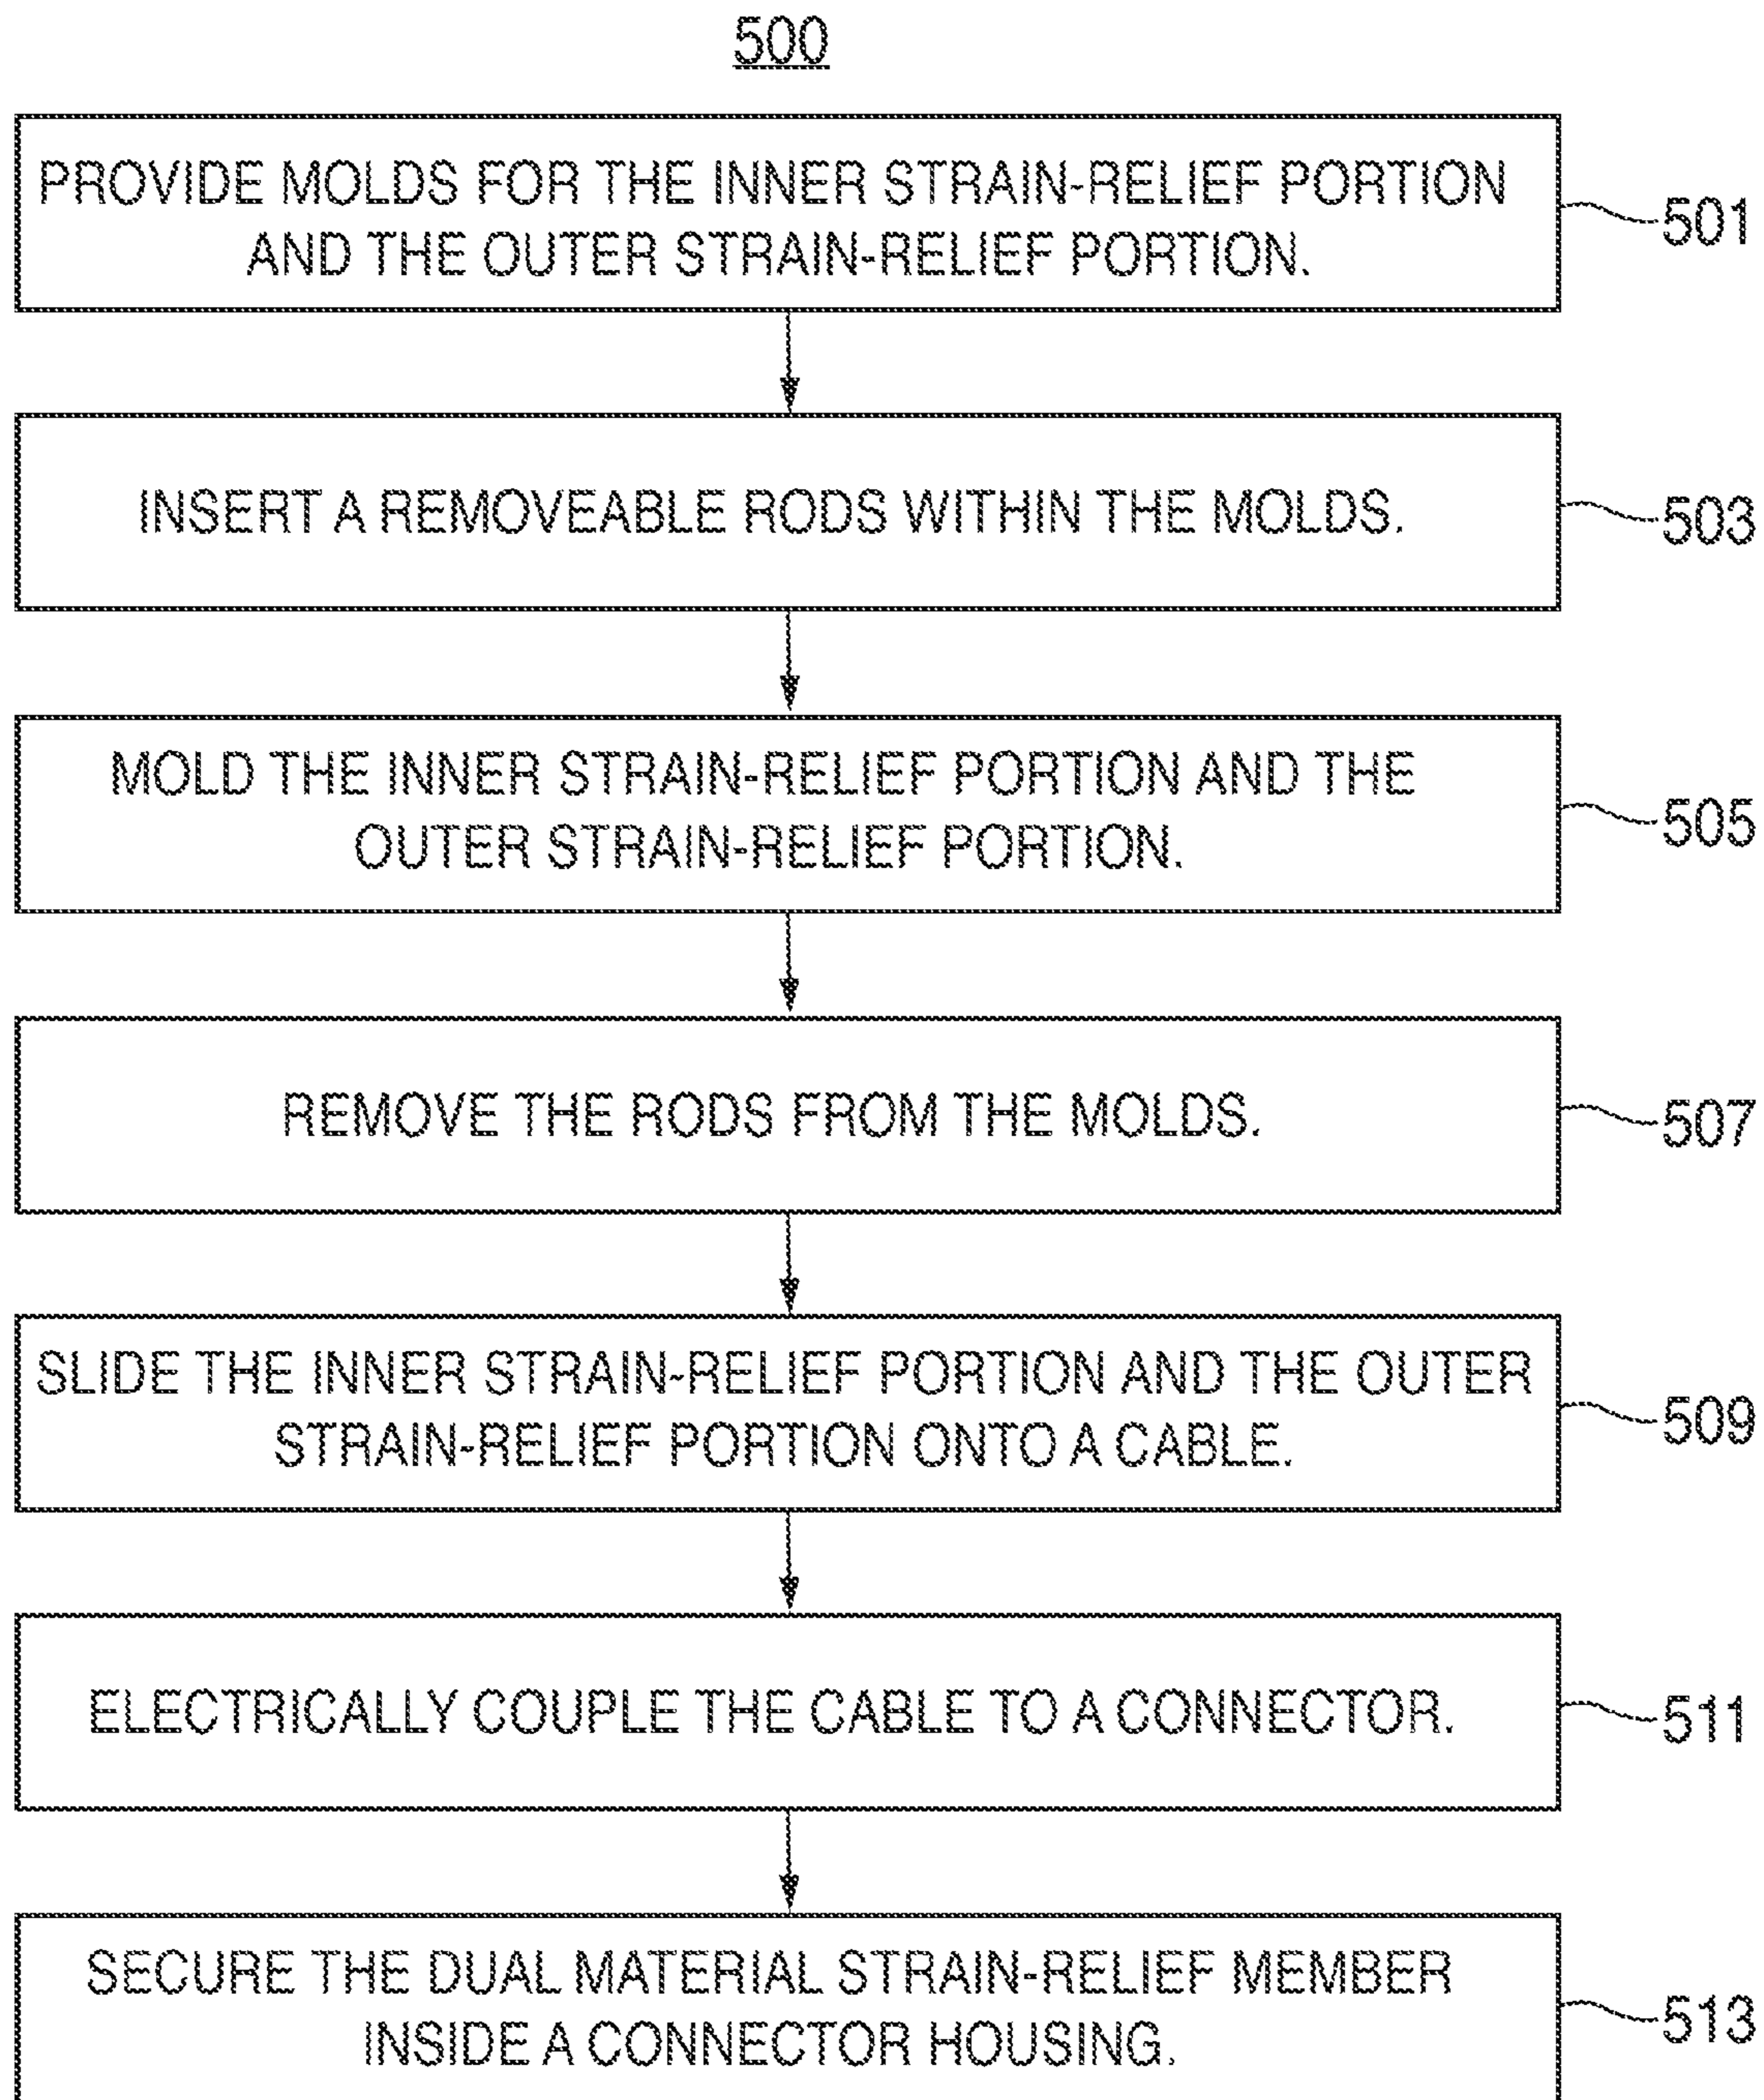 500
PROVIDE MOLDS FOR THE INNER STRAIN-RELIEF PORTION
AND THE OUTER STRAIN-RELIEF PORTION.
501
INSERT A REMOVEABLE RODS WITHIN THE MOLDS.
503
MOLD THE INNER STRAIN-RELIEF PORTION AND THE
OUTER STRAIN-RELIEF PORTION.
505
REMOVE THE RODS FROM THE MOLDS.
507
SLIDE THE INNER STRAIN-RELIEF PORTION AND THE OUTER
STRAIN-RELIEF PORTION ONTO A CABLE.
509
ELECTRICALLY COUPLE THE CABLE TO A CONNECTOR.
511
SECURE THE DUAL MATERIAL STRAIN-RELIEF MEMBER
INSIDE A CONNECTOR HOUSING.
513